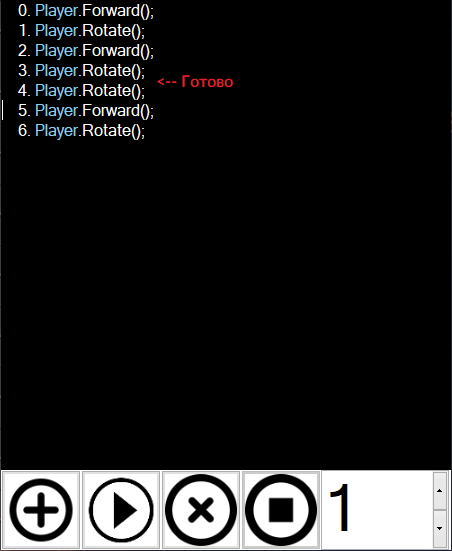 0. Player.Forward();
1. Player.Rotate();
2. Player.Forward();
3. Player.Rotate();
<-- Готово
4. Player.Rotate();
5. Player.Forward();
6. Player.Rotate();
1